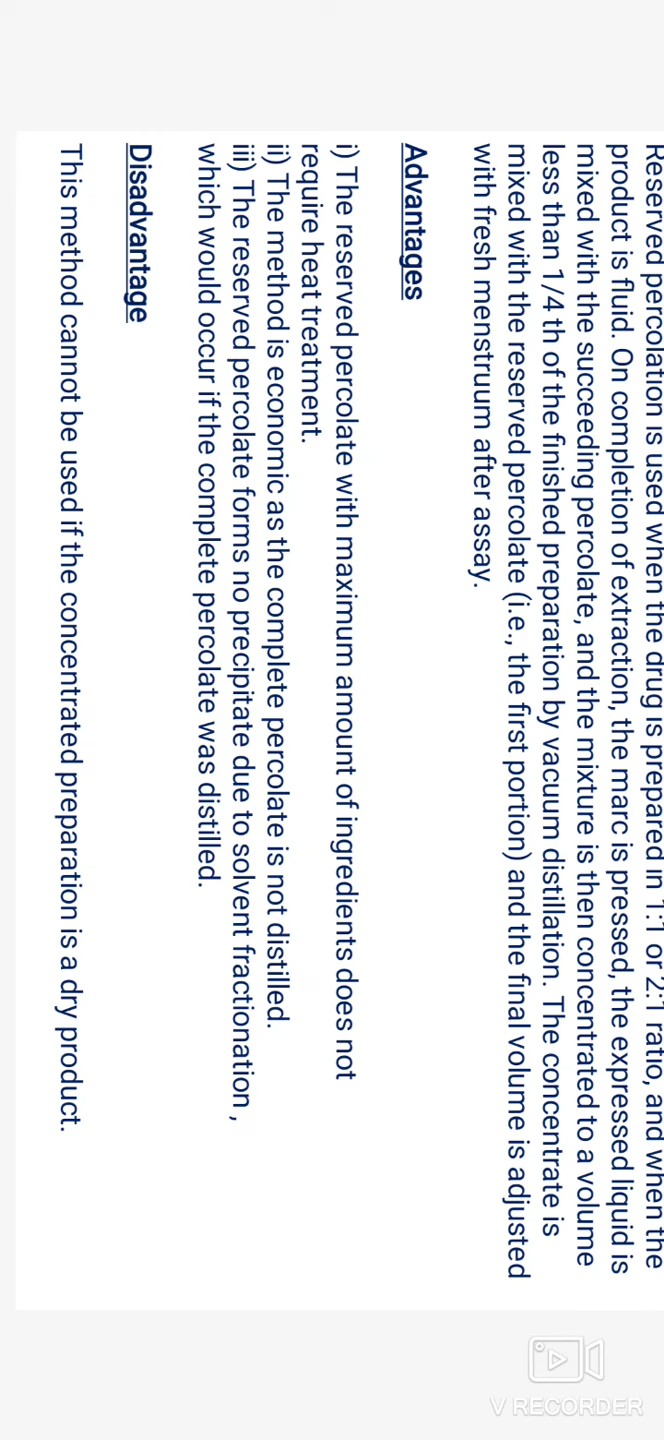 Reserved percolation is used when the drug is prepared in 1:1 or 2:1 ratio, and when the
product is fluid. On completion of extraction, the marc is pressed, the expressed liquid is
mixed with the succeeding percolate, and the mixture is then concentrated to a volume
less than 1/4 th of the finished preparation by vacuum distillation. The concentrate is
mixed with the reserved percolate (i.e., the first portion) and the final volume is adjusted
with fresh menstruum after assay.
Advantages
i) The reserved percolate with maximum amount of ingredients does not
require heat treatment.
ii) The method is economic as the complete percolate is not distilled.
iii) The reserved percolate forms no precipitate due to solvent fractionation ,
which would occur if the complete percolate was distilled.
Disadvantage
This method cannot be used if the concentrated preparation is a dry product.
V RECORDER